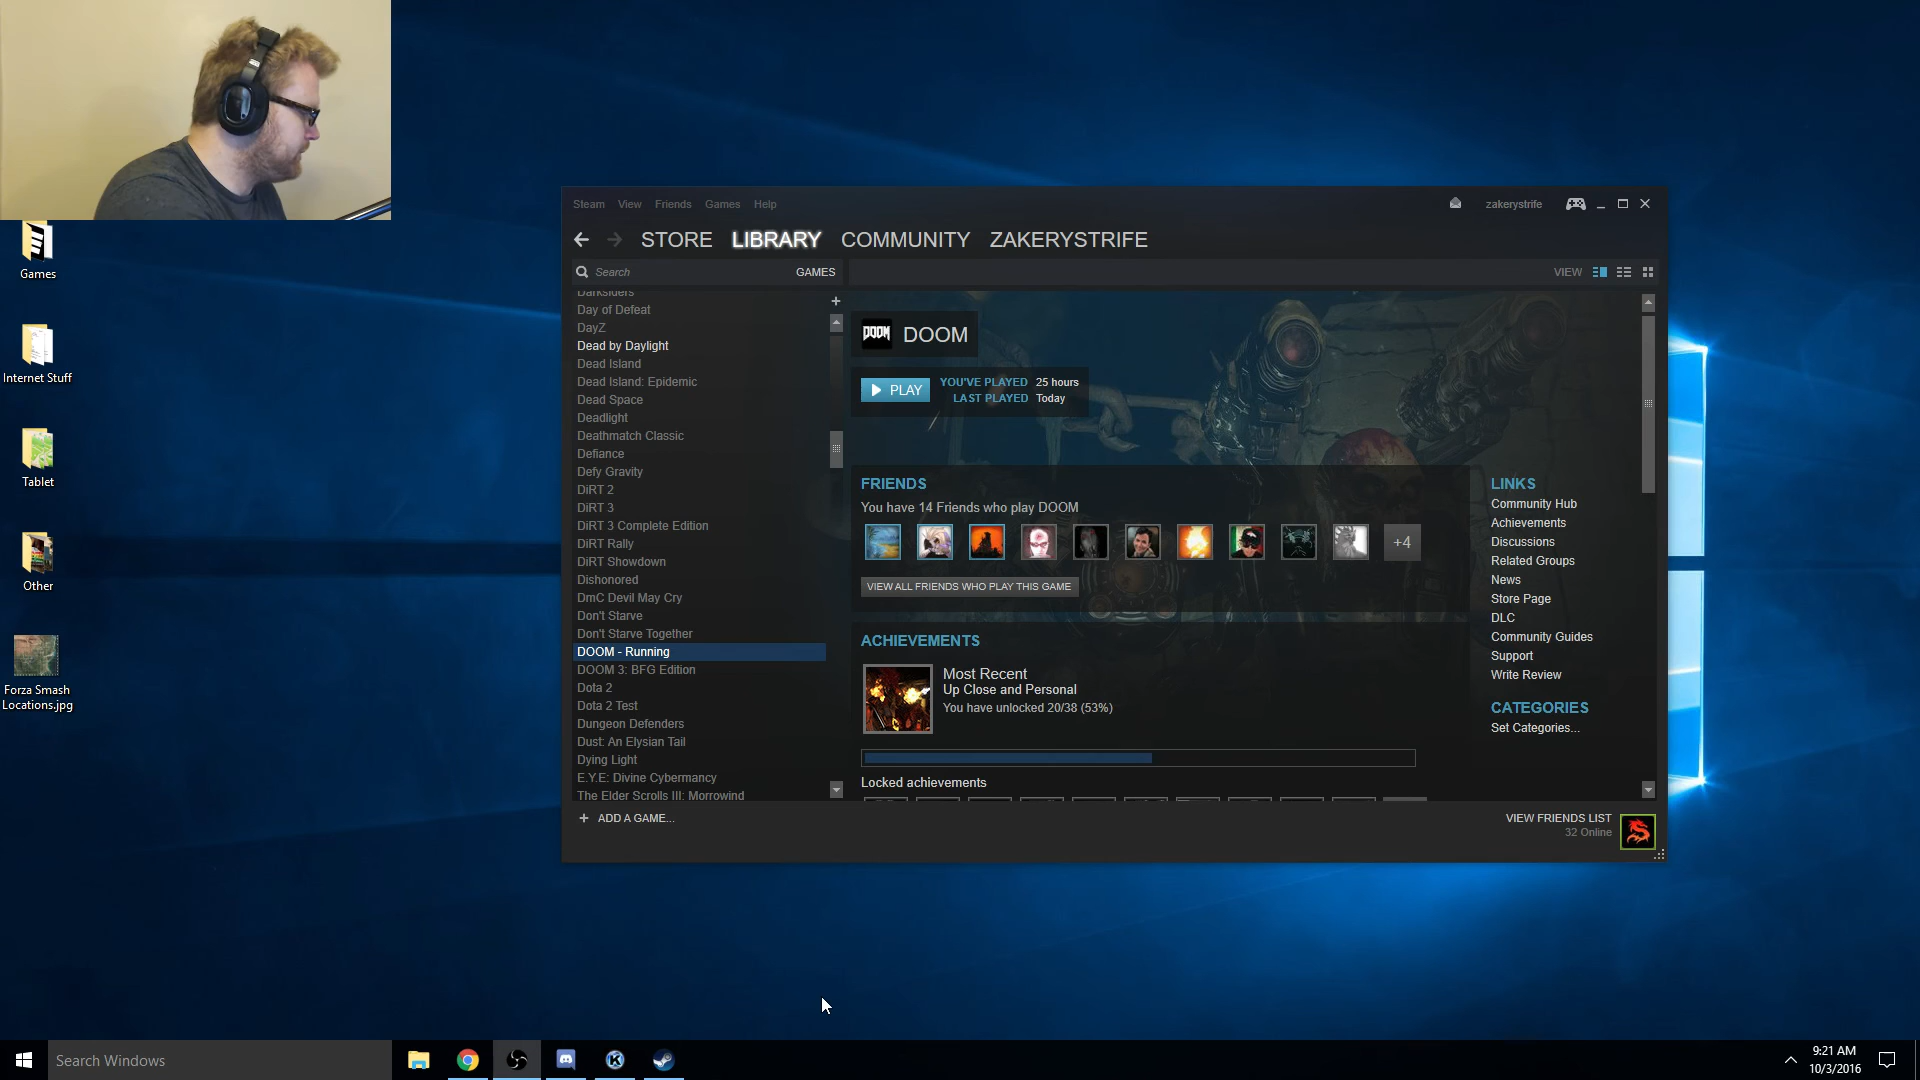 Steam View Friends Games Help
zakerystrife
STORE LIBRARY COMMUNITY ZAKERYSTRIFE
Search
GAMES
VIEW
Darksiders
Day of Defeat
DayZ
Dead by Daylight
Dead Island
Dead Island: Epidemic
Dead Space
Deadlight
Deathmatch Classic
Defiance
Defy Gravity
DiRT 2
DiRT 3
DiRT 3 Complete Edition
DiRT Rally
DiRT Showdown
Dishonored
DmC Devil May Cry
Don't Starve
Don't Starve Together
DOOM - Running
DOOM 3: BFG Edition
Dota 2
Dota 2 Test
Dungeon Defenders
Dust: An Elysian Tail
Dying Light
E.Y.E: Divine Cybermancy
The Elder Scrolls III: Morrowind
+ ADD A GAME...
DOOM
DOOM
PLAY
YOU'VE PLAYED 25 hours
LAST PLAYED Today
FRIENDS
You have 14 Friends who play DOOM
+4
VIEW ALL FRIENDS WHO PLAY THIS GAME
ACHIEVEMENTS
Most Recent
Up Close and Personal
You have unlocked 20/38 (53%)
Locked achievements
LINKS
Community Hub
Achievements
Discussions
Related Groups
News
Store Page
DLC
Community Guides
Support
Write Review
CATEGORIES
Set Categories...
VIEW FRIENDS LIST
32 Online
Games
Internet Stuff
Tablet
Other
Forza Smash
Locations.jpg
Search Windows
K
9:21 AM
10/3/2016